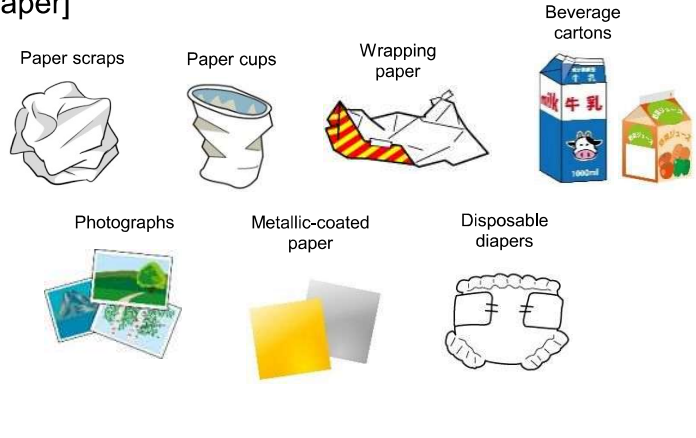 aper]
Beverage
cartons
Paper scraps
Paper cups
Wrapping
paper
milk 牛乳
1000ml
Photographs
Metallic-coated
paper
Disposable
diapers